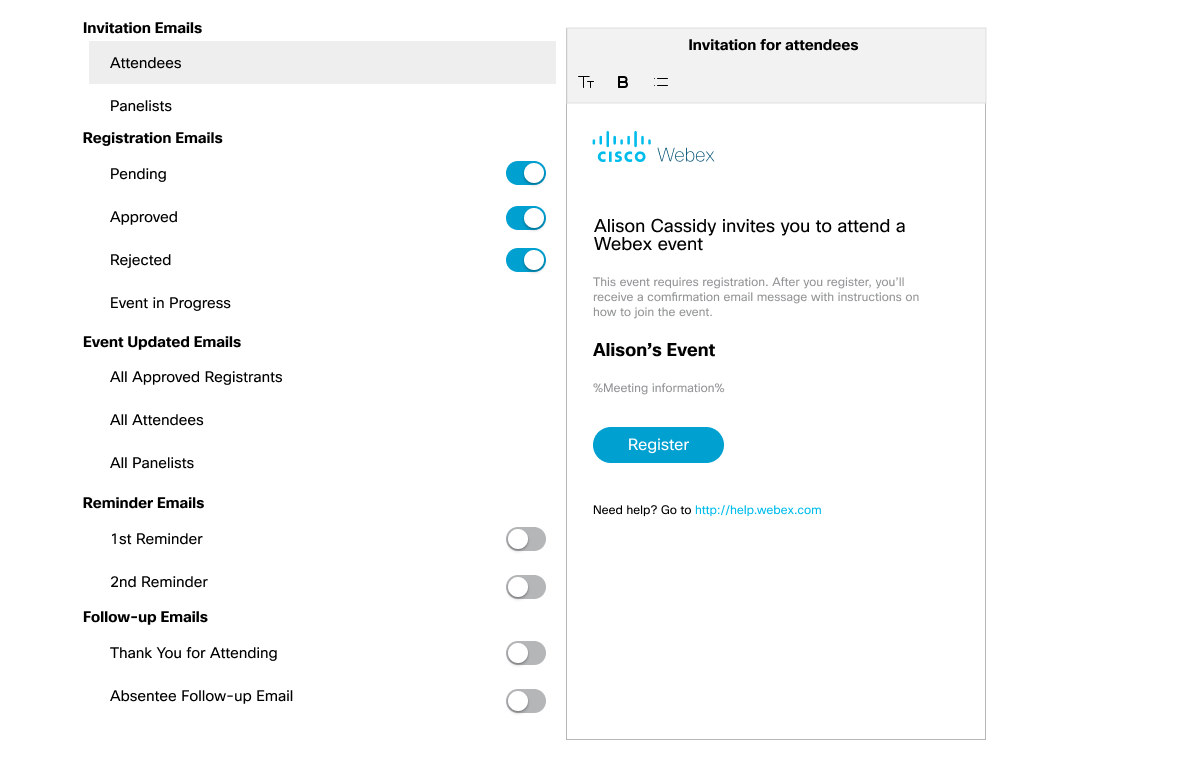 Invitation Emails
Attendees
Panelists
Registration Emails
Pending
Approved
Rejected
Event in Progress
Event Updated Emails
All Approved Registrants
All Attendees
All Panelists
Reminder Emails
1st Reminder
2nd Reminder
Follow-up Emails
Thank You for Attending
Absentee Follow-up Email
Invitation for attendees
TT B
CISCO Webex
Alison Cassidy invites you to attend a
Webex event
This event requires registration. After you register, you’ll
receive a comfirmation email message with instructions on
how to join the event.
Alison’s Event
%Meeting information%
Register
Need help? Go to http://help.webex.com